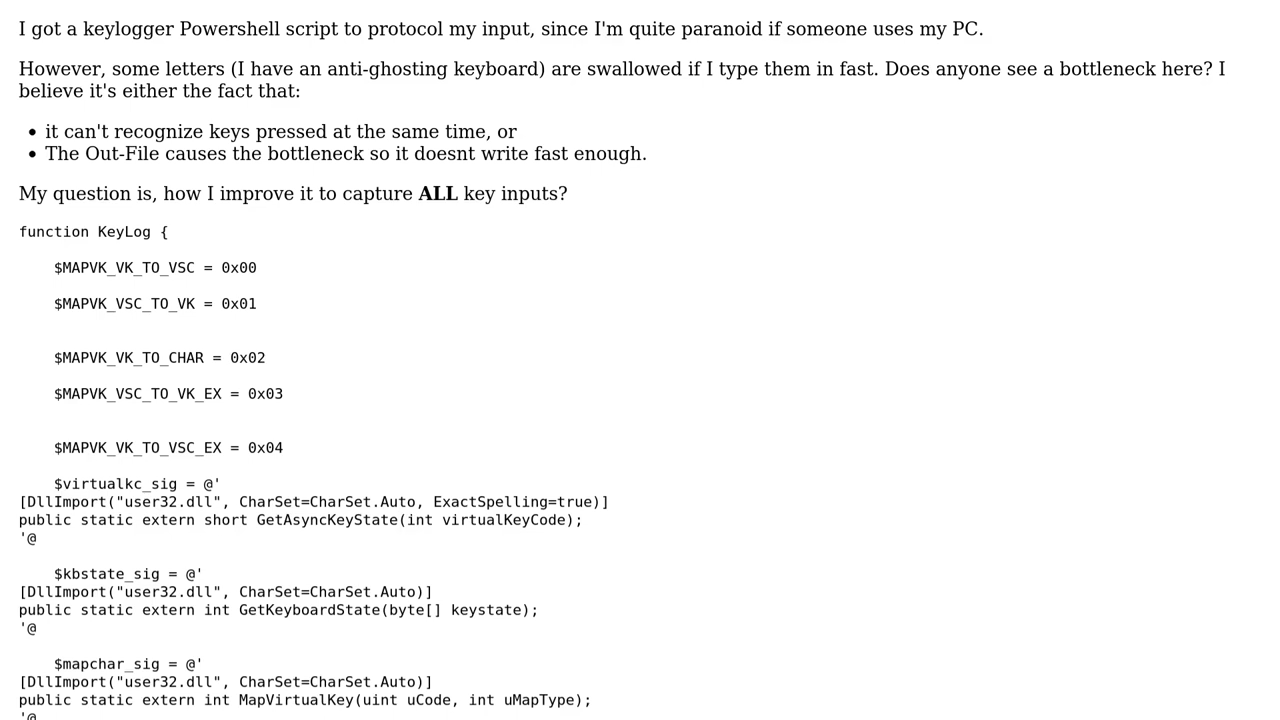 I got a keylogger Powershell script to protocol my input, since I'm quite paranoid if someone uses my PC.
However, some letters (I have an anti-ghosting keyboard) are swallowed if I type them in fast. Does anyone see a bottleneck here? I
believe it's either the fact that:
• it can't recognize keys pressed at the same time, or
• The Out-File causes the bottleneck so it doesnt write fast enough.
My question is, how I improve it to capture ALL key inputs?
function KeyLog {
$MAPVK_VK_TO_VSC = 0x00
$MAPVK_VSC_TO_VK = 0x01
$MAPVK_VK_TO_CHAR = 0x02
$MAPVK_VSC_TO_VK_EX = 0x03
$MAPVK_VK_TO_VSC_EX = 0x04
$virtualkc_sig = @'
[DllImport("user32.dll", CharSet=CharSet.Auto, ExactSpelling=true)]
public static extern short GetAsyncKeyState(int virtualKeyCode);
'@
$kbstate_sig = @'
[DllImport("user32.dll", CharSet=CharSet.Auto)]
public static extern int GetKeyboardState(byte[] keystate);
'@
$mapchar_sig = @'
[DllImport("user32.dll", CharSet=CharSet.Auto)]
public static extern int MapVirtualKey(uint uCode, int uMapType);
'@